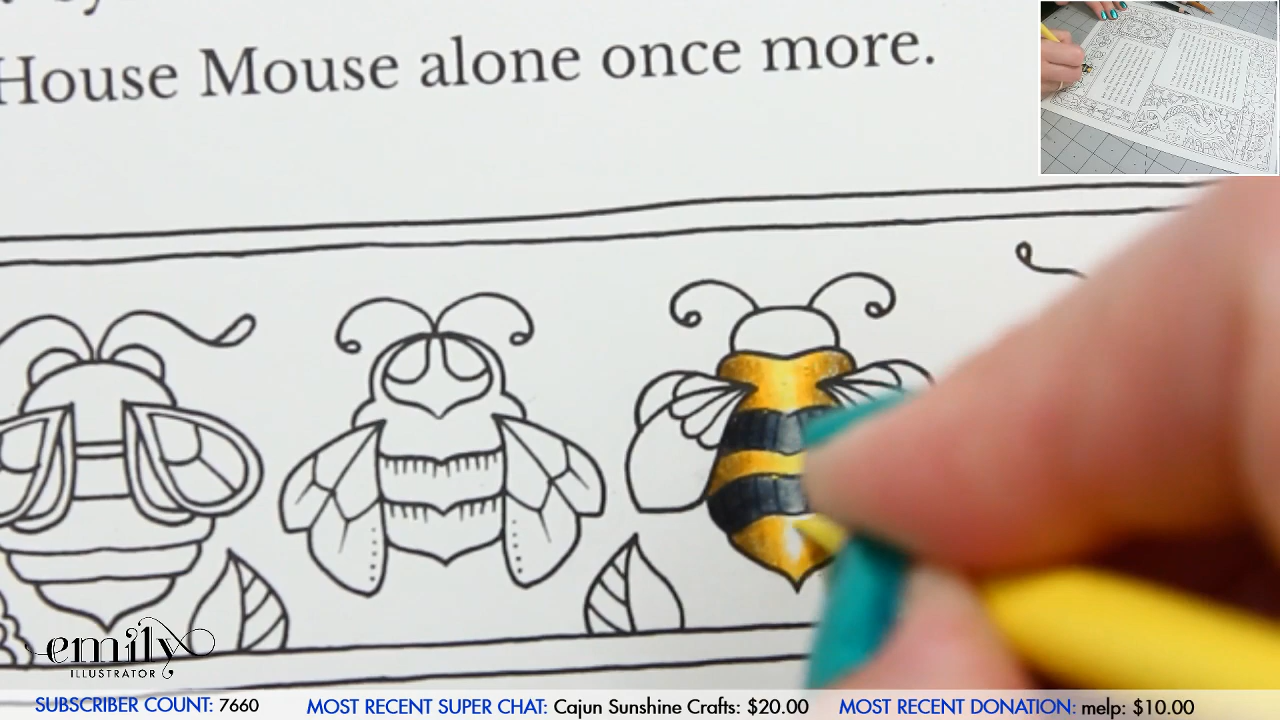 House Mouse alone once more.
emily
ILLUSTRATOR
SUBSCRIBER COUNT: 7660 MOST RECENT SUPER CHAT: Cajun Sunshine Crafts: $20.00 MOST RECENT DONATION: melp: $10.00